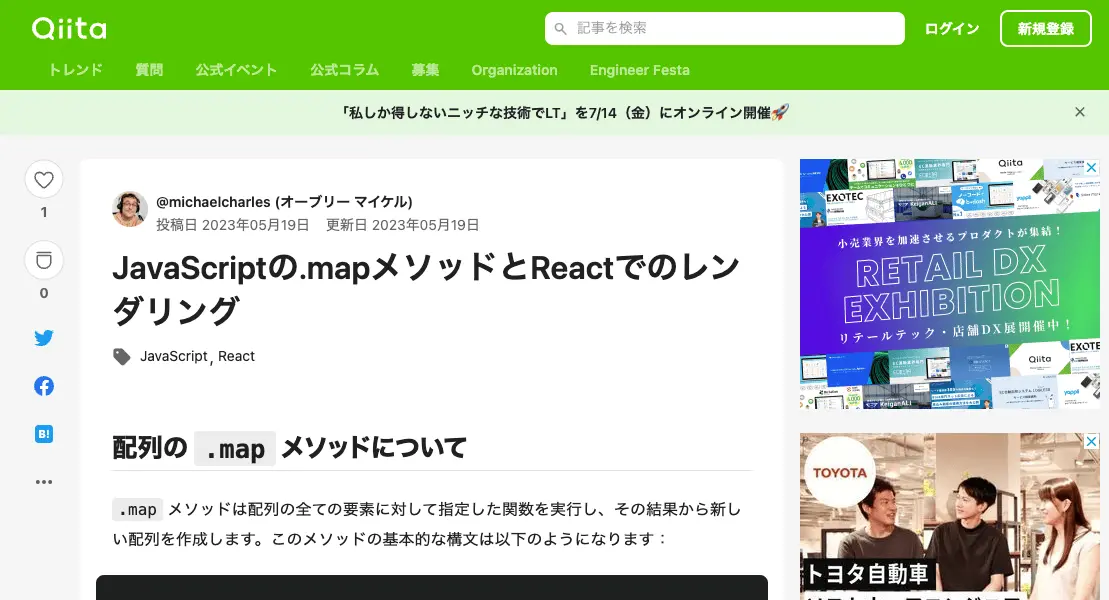 Qiita
記事を検索
ログイン
新規登録
トレンド 質問 公式イベント 公式コラム 募集 Organization Engineer Festa
「私しか得しないニッチな技術でLT」を7/14（金）にオンライン開催🚀
1
0
B!
@michaelcharles (オーブリー マイケル)
投稿日 2023年05月19日 更新日 2023年05月19日
JavaScriptの.mapメソッドとReactでのレン
ダリング
JavaScript, React
配列の .map メソッドについて
.map メソッドは配列の全ての要素に対して指定した関数を実行し、その結果から新し
い配列を作成します。このメソッドの基本的な構文は以下のようになります：
Qiita
EXOTEC
小売業界を加速させるプロダクトが集結！
RETAIL DX
EXHIBITION
リテールテック・店舗DX展開催中！
EXOTE
Qiita
yappli
KeiganALI
TOYOTA
トヨタ自動車